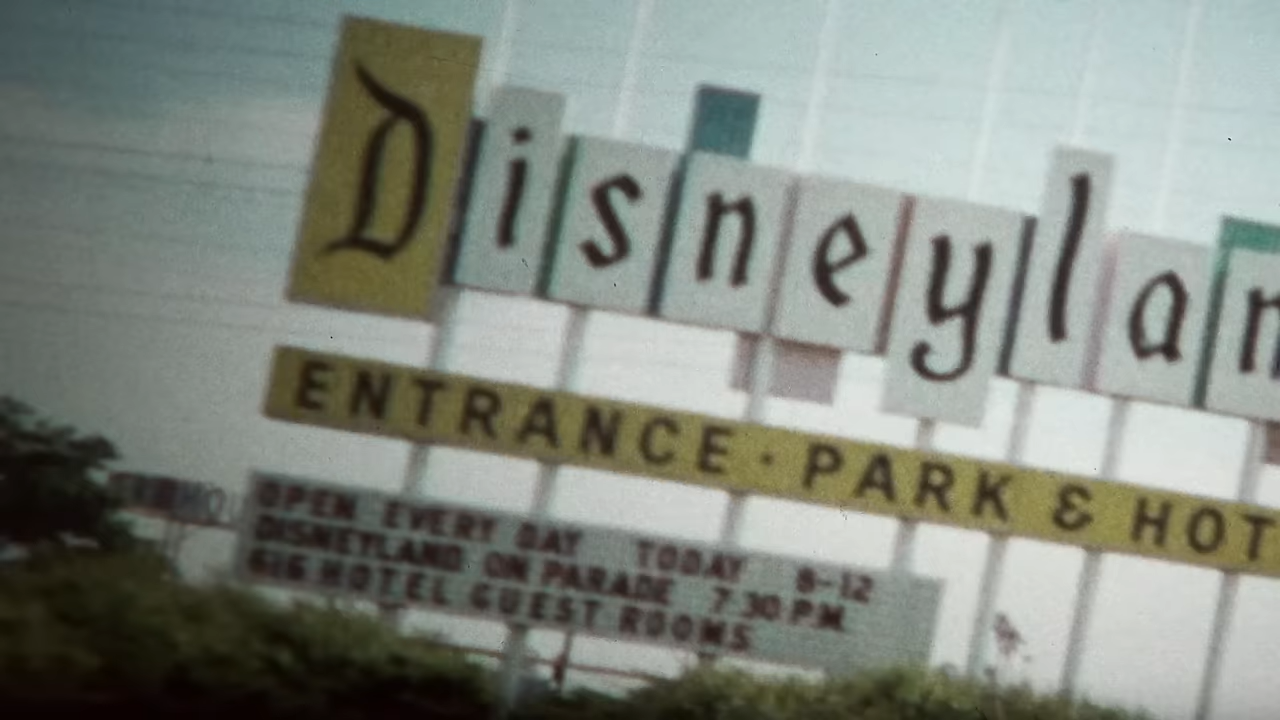 Disneylan
ENTRANCE · PARK & HOT
OPEN EVERY DAY TODAY 8-12
DISNEYLAND ON PARADE 7:30 P.M.
616 HOTEL GUEST ROOMS